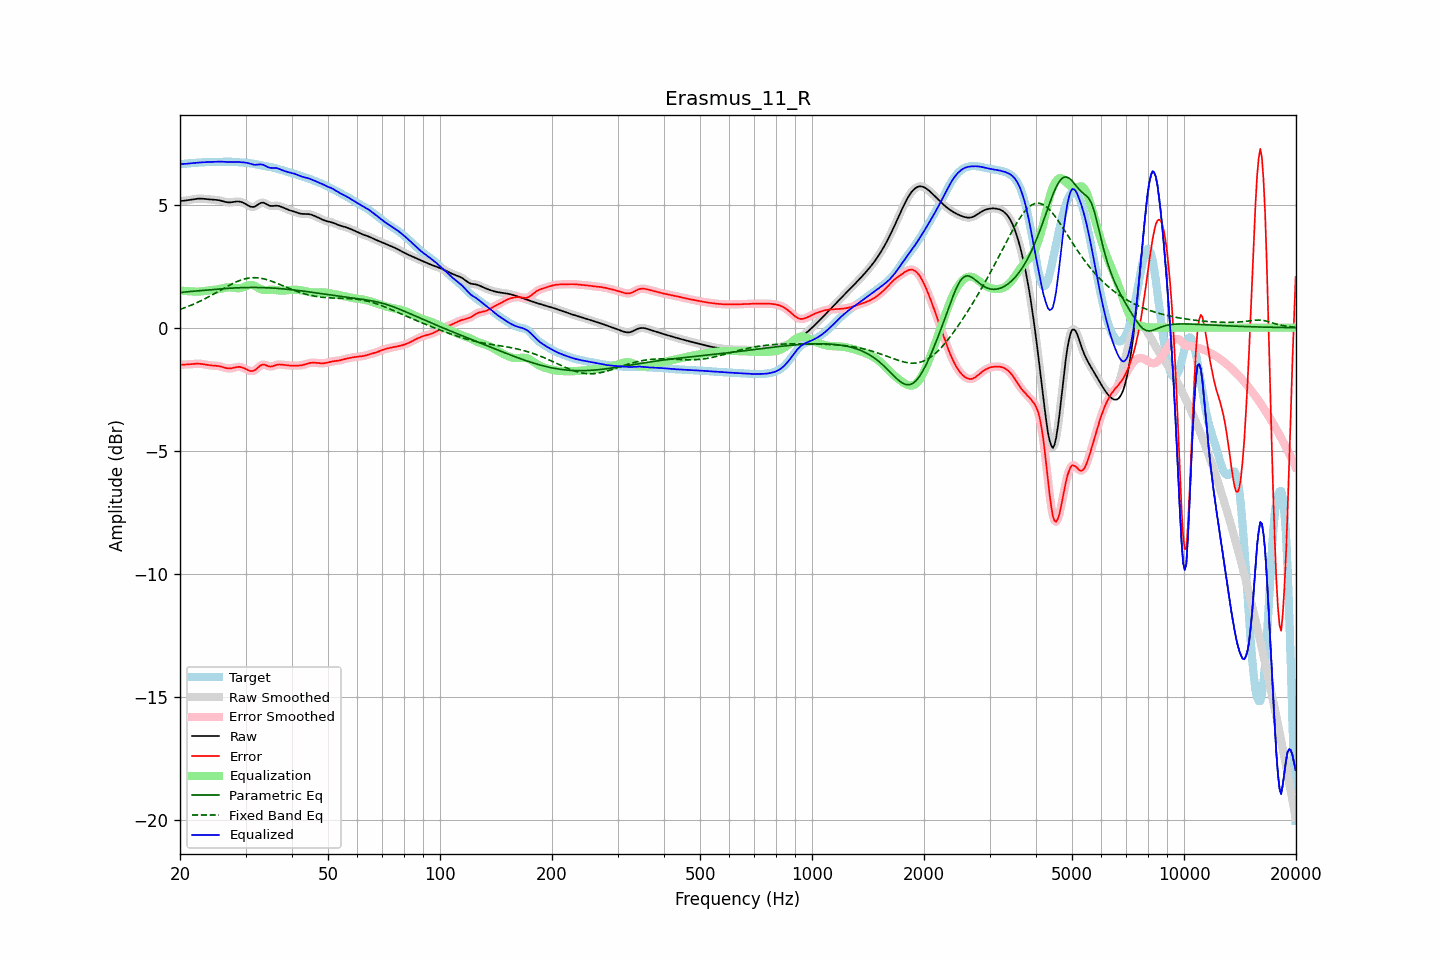 Erasmus_11_R
Amplitude (dBr)
5
0
−5
−10
−15
−20
Target
Raw Smoothed
Error Smoothed
Raw
Error
Equalization
Parametric Eq
Fixed Band Eq
Equalized
20 50 100 200 500 1000 2000 5000 10000 20000
Frequency (Hz)